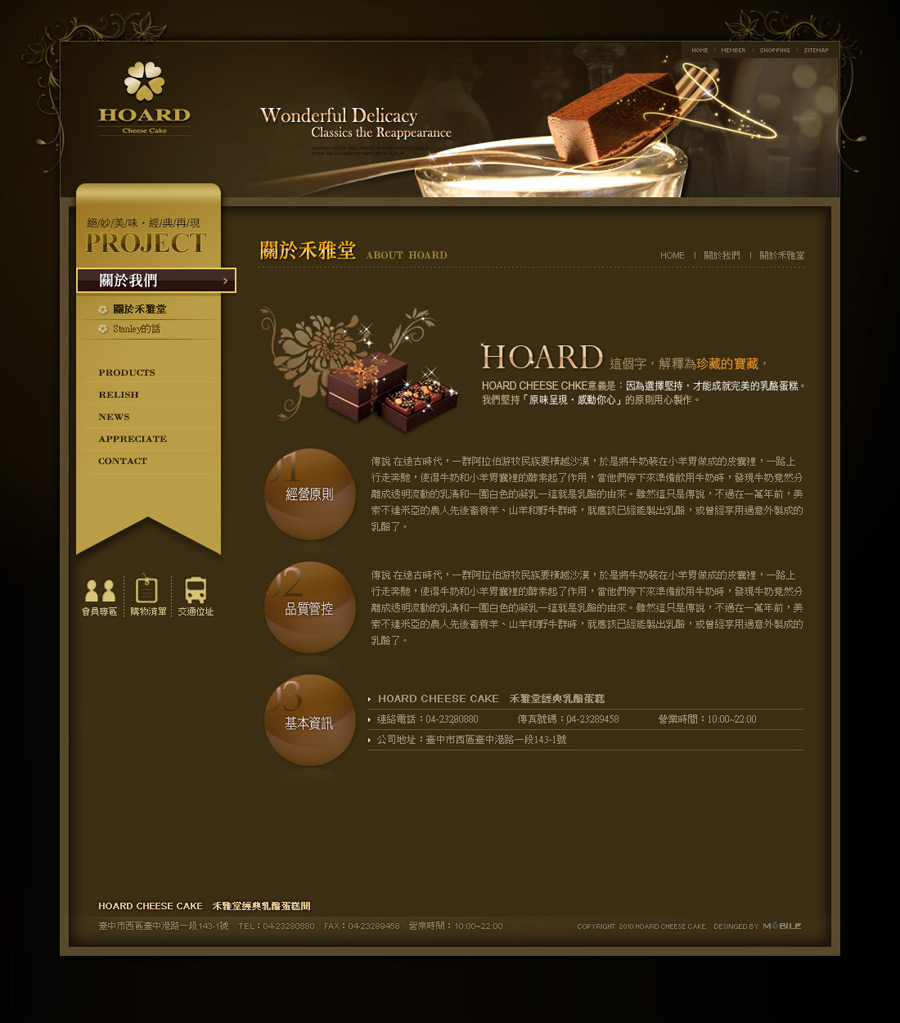 HOME | MEMBER | SHOPPING | SITEMAP
HOARD
Cheese Cake
Wonderful Delicacy
Classics the Reappearance
絕/妙/美/味・經/典/再/現
PROJECT
關於我們
關於禾雅堂
Stanley的話
PRODUCTS
RELISH
NEWS
APPRECIATE
CONTACT
會員專區
購物清單
交通位址
關於禾雅堂 ABOUT HOARD
HOME | 關於我們 | 關於禾雅堂
HOARD 這個字，解釋為珍藏的寶藏，
HOARD CHEESE CHKE意義是：因為選擇堅持，才能成就完美的乳酪蛋糕。
我們堅持「原味呈現，感動你心」的原則用心製作。
01
經營原則
傳說 在遠古時代，一群阿拉伯游牧民族要橫越沙漠，於是將牛奶裝在小羊胃做成的皮囊裡，一路上
行走奔馳，使得牛奶和小羊胃囊裡的酵素起了作用，當他們停下來準備飲用牛奶時，發現牛奶竟然分
離成透明流動的乳清和一團白色的凝乳—這就是乳酪的由來。雖然這只是傳說，不過在一萬年前，美
索不達米亞的農人先後畜養羊、山羊和野牛群時，就應該已經能製出乳酪，或曾經享用過意外製成的
乳酪了。
02
品質管控
傳說 在遠古時代，一群阿拉伯游牧民族要橫越沙漠，於是將牛奶裝在小羊胃做成的皮囊裡，一路上
行走奔馳，使得牛奶和小羊胃囊裡的酵素起了作用，當他們停下來準備飲用牛奶時，發現牛奶竟然分
離成透明流動的乳清和一團白色的凝乳—這就是乳酪的由來。雖然這只是傳說，不過在一萬年前，美
索不達米亞的農人先後畜養羊、山羊和野牛群時，就應該已經能製出乳酪，或曾經享用過意外製成的
乳酪了。
03
基本資訊
HOARD CHEESE CAKE 禾雅堂經典乳酪蛋糕
連絡電話：04-23280880 傳真號碼：04-23289458 營業時間：10:00~22:00
公司地址：臺中市西區臺中港路一段143-1號
HOARD CHEESE CAKE 禾雅堂經典乳酪蛋糕開
臺中市西區臺中港路一段143-1號 TEL：04-23280880 FAX：04-23289458 營業時間：10:00~22:00
COPYRIGHT 2010 HOARD CHEESE CAKE. DESINGED BY MOBILE